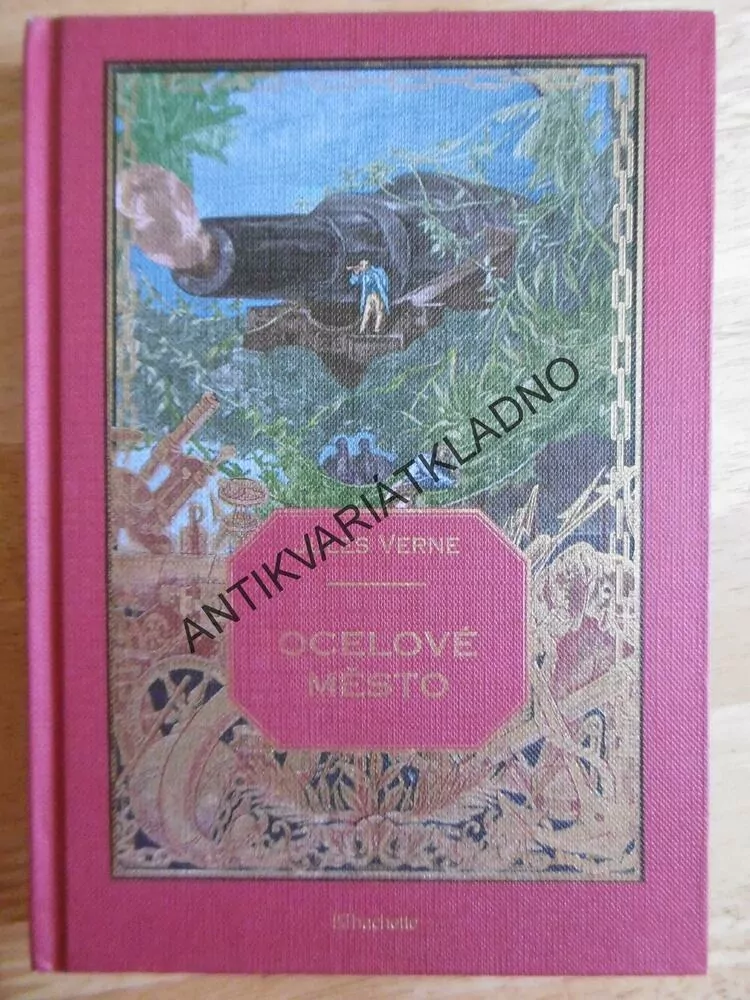 ANTIKVARIÁTKLADNO
VERNE
OCELOVÉ
MĚSTO
hachette